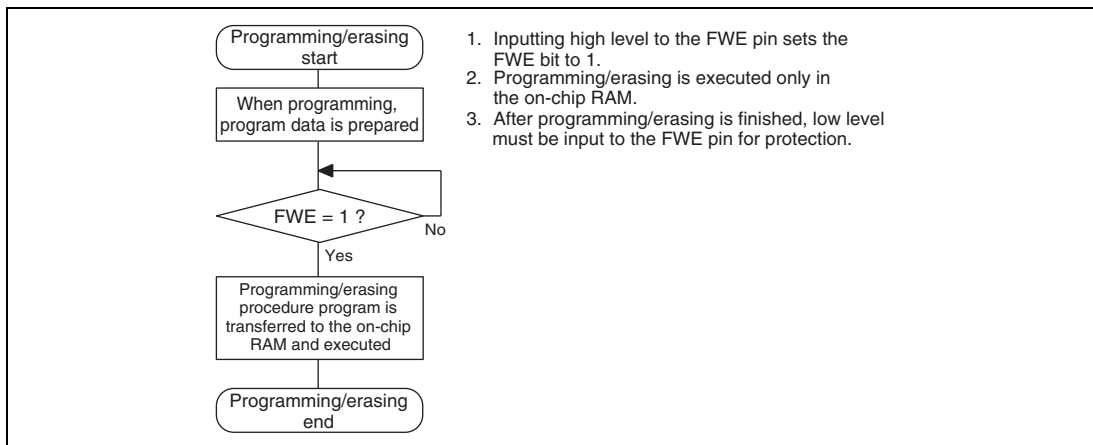 Programming/erasing
start
When programming,
program data is prepared
FWE = 1 ?
No
Yes
Programming/erasing
procedure program is
transferred to the on-chip
RAM and executed
Programming/erasing
end
1. Inputting high level to the FWE pin sets the
FWE bit to 1.
2. Programming/erasing is executed only in
the on-chip RAM.
3. After programming/erasing is finished, low level
must be input to the FWE pin for protection.